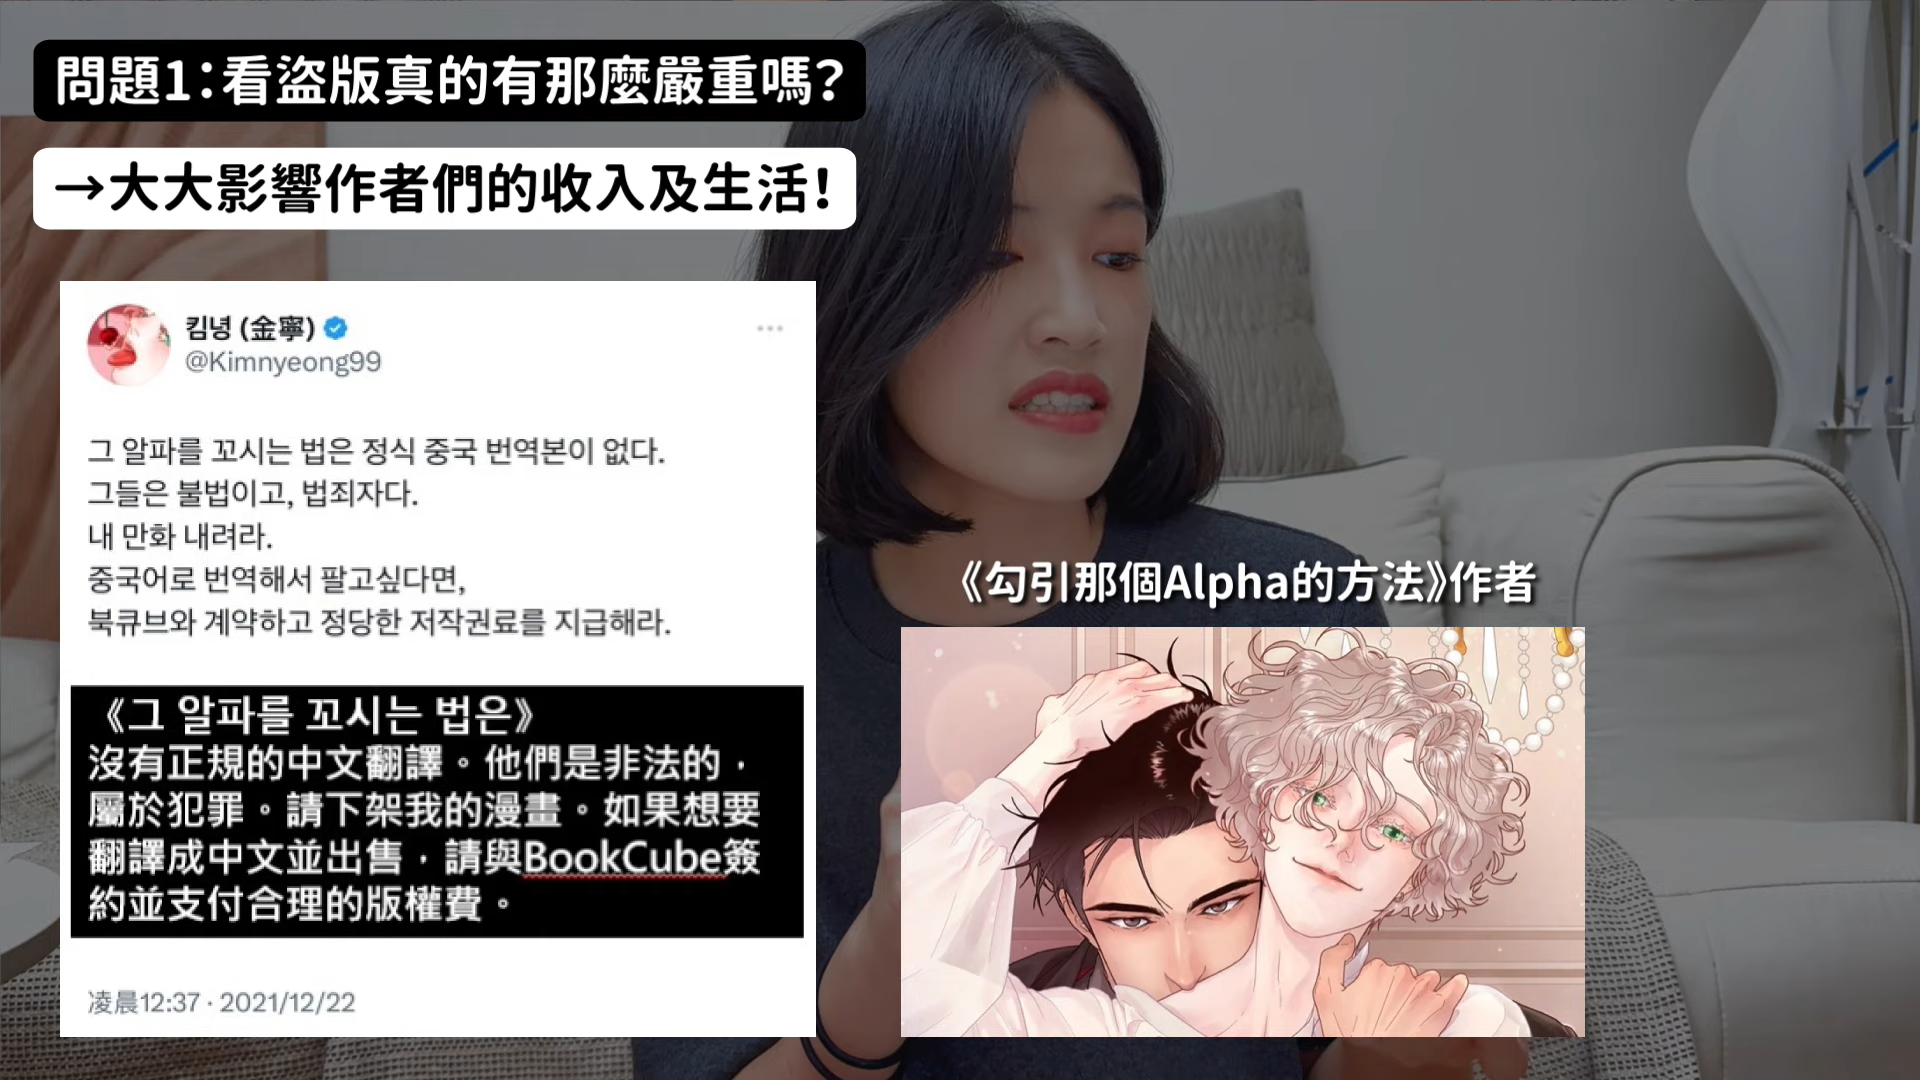 問題1：看盜版真的有那麼嚴重嗎？
→大大影響作者們的收入及生活！
킴녕 (金寧)
@Kimnyeong99
그 알파를 꼬시는 법은 정식 중국 번역본이 없다.
그들은 불법이고, 법죄자다.
내 만화 내려라.
중국어로 번역해서 팔고싶다면,
북큐브와 계약하고 정당한 저작권료를 지급해라.
《그 알파를 꼬시는 법은》
沒有正規的中文翻譯。他們是非法的，
屬於犯罪。請下架我的漫畫。如果想要
翻譯成中文並出售，請與BookCube簽
約並支付合理的版權費。
凌晨12:37 · 2021/12/22
《勾引那個Alpha的方法》作者